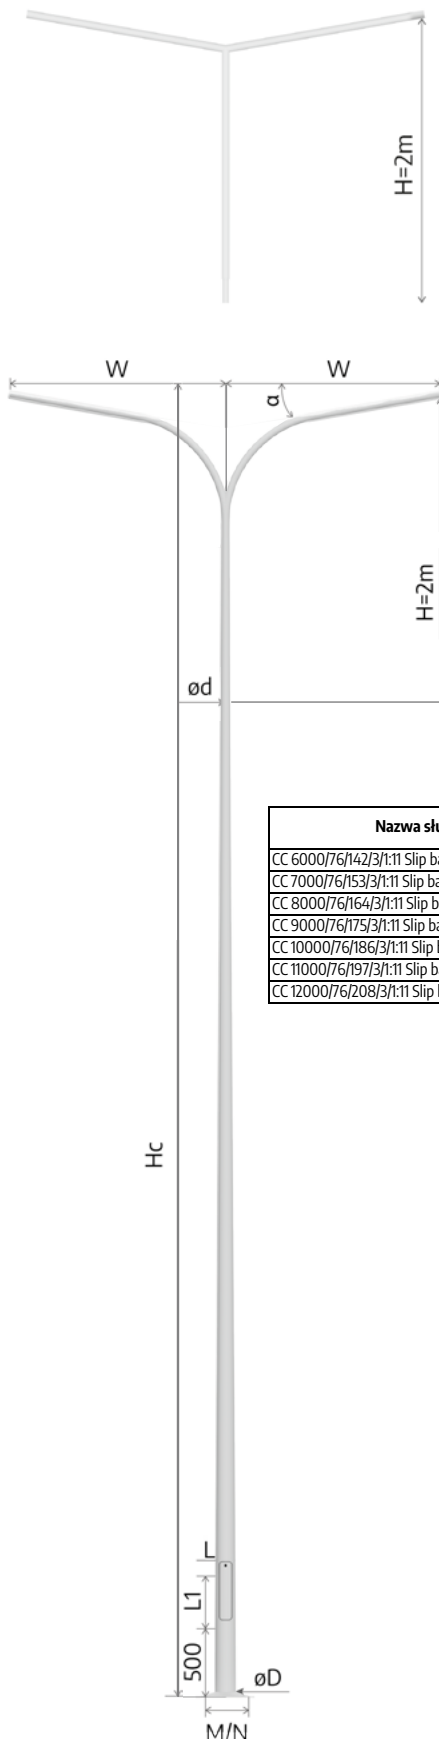 H=2m
W
W
α
H=2m
ød
Nazwa
CC 6000/76/142/3/1:11 Slip
CC 7000/76/153/3/1:11 Slip
CC 8000/76/164/3/1:11 Slip
CC 9000/76/175/3/1:11 Slip
CC 10000/76/186/3/1:11 Slip
CC 11000/76/197/3/1:11 Slip
CC 12000/76/208/3/1:11 Slip
Hc
L
L1
500
øD
M/N